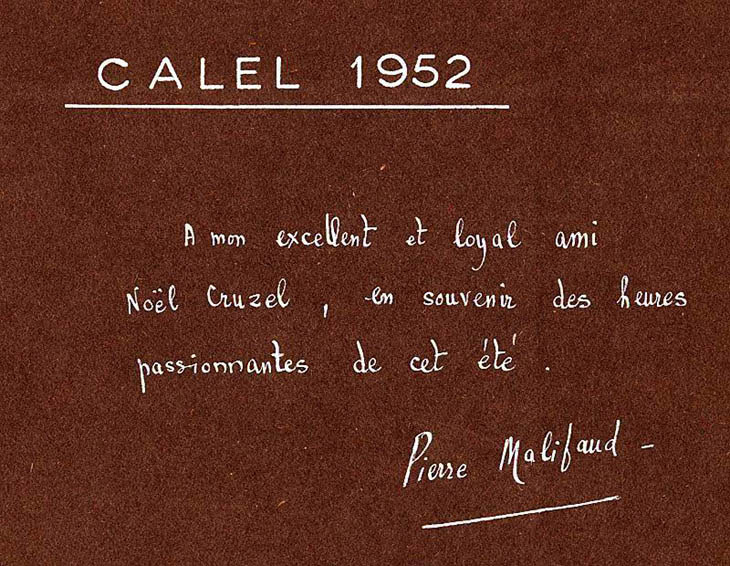 CALEL 1952
A mon excellent et loyal ami
Noël Cruzel, en souvenir des heures
passionnantes de cet été.
Pierre Malifaud -